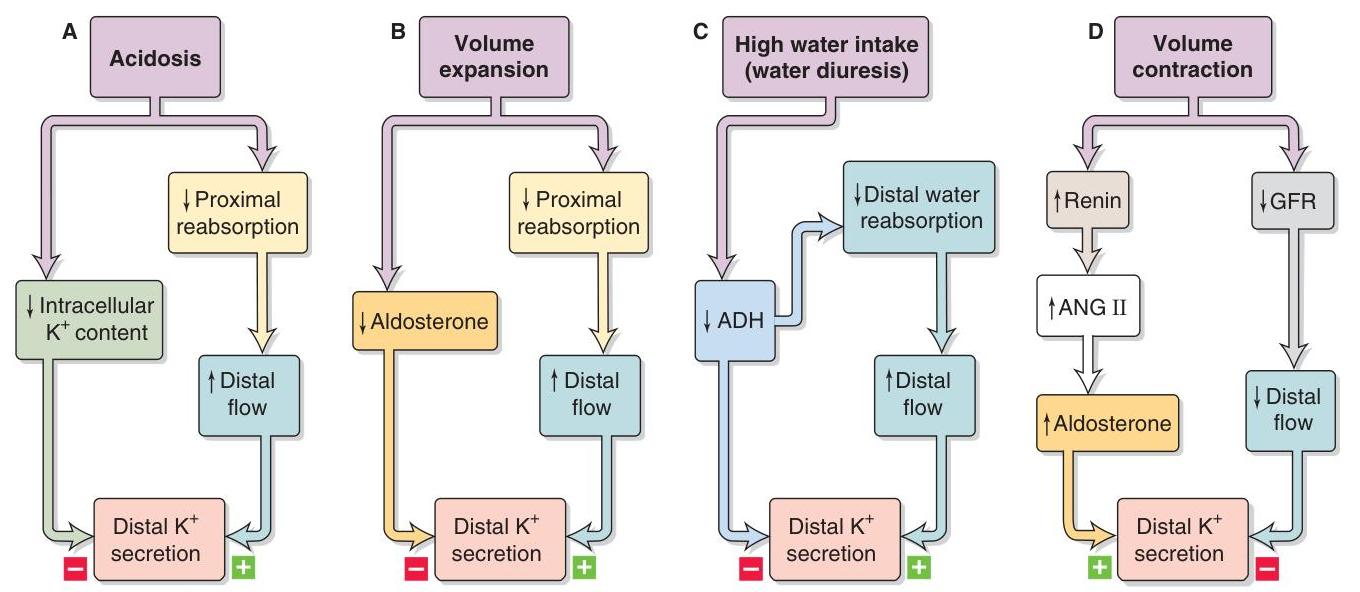 A
Acidosis
↓ Proximal
reabsorption
↓ Intracellular
K⁺ content
↑ Distal
flow
Distal K⁺
secretion
−
+
B
Volume
expansion
↓ Proximal
reabsorption
↓ Aldosterone
↑ Distal
flow
Distal K⁺
secretion
−
+
C
High water intake
(water diuresis)
↓ Distal water
reabsorption
↓ ADH
↑ Distal
flow
Distal K⁺
secretion
−
+
D
Volume
contraction
↑ Renin
↓ GFR
↑ ANG II
↑ Aldosterone
↓ Distal
flow
Distal K⁺
secretion
+
−